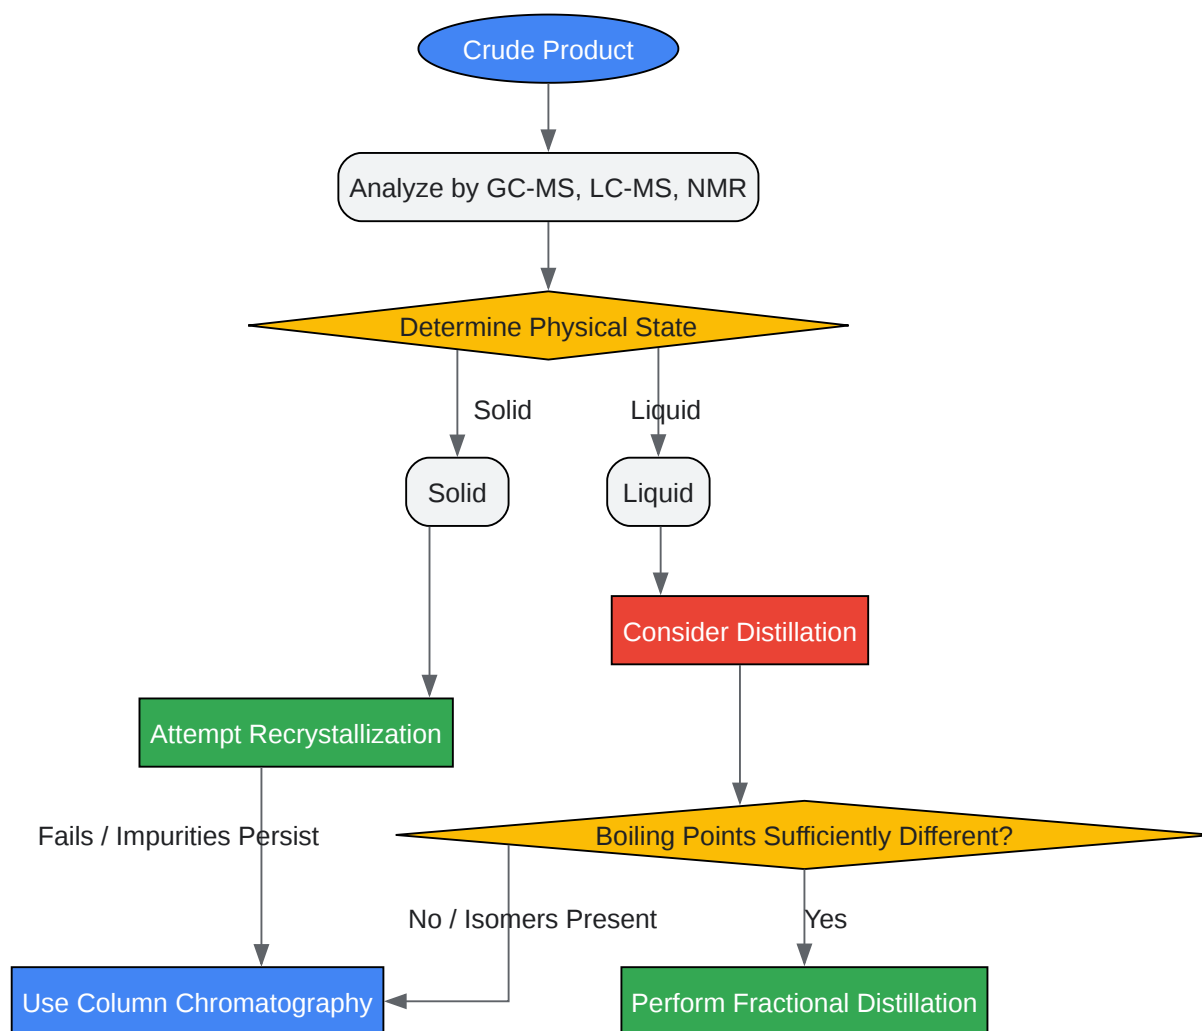 Crude Product
Analyze by GC-MS, LC-MS, NMR
Determine Physical State
Solid
Liquid
Solid
Liquid
Consider Distillation
Attempt Recrystallization
Fails / Impurities Persist
Boiling Points Sufficiently Different?
No / Isomers Present
Yes
Use Column Chromatography
Perform Fractional Distillation